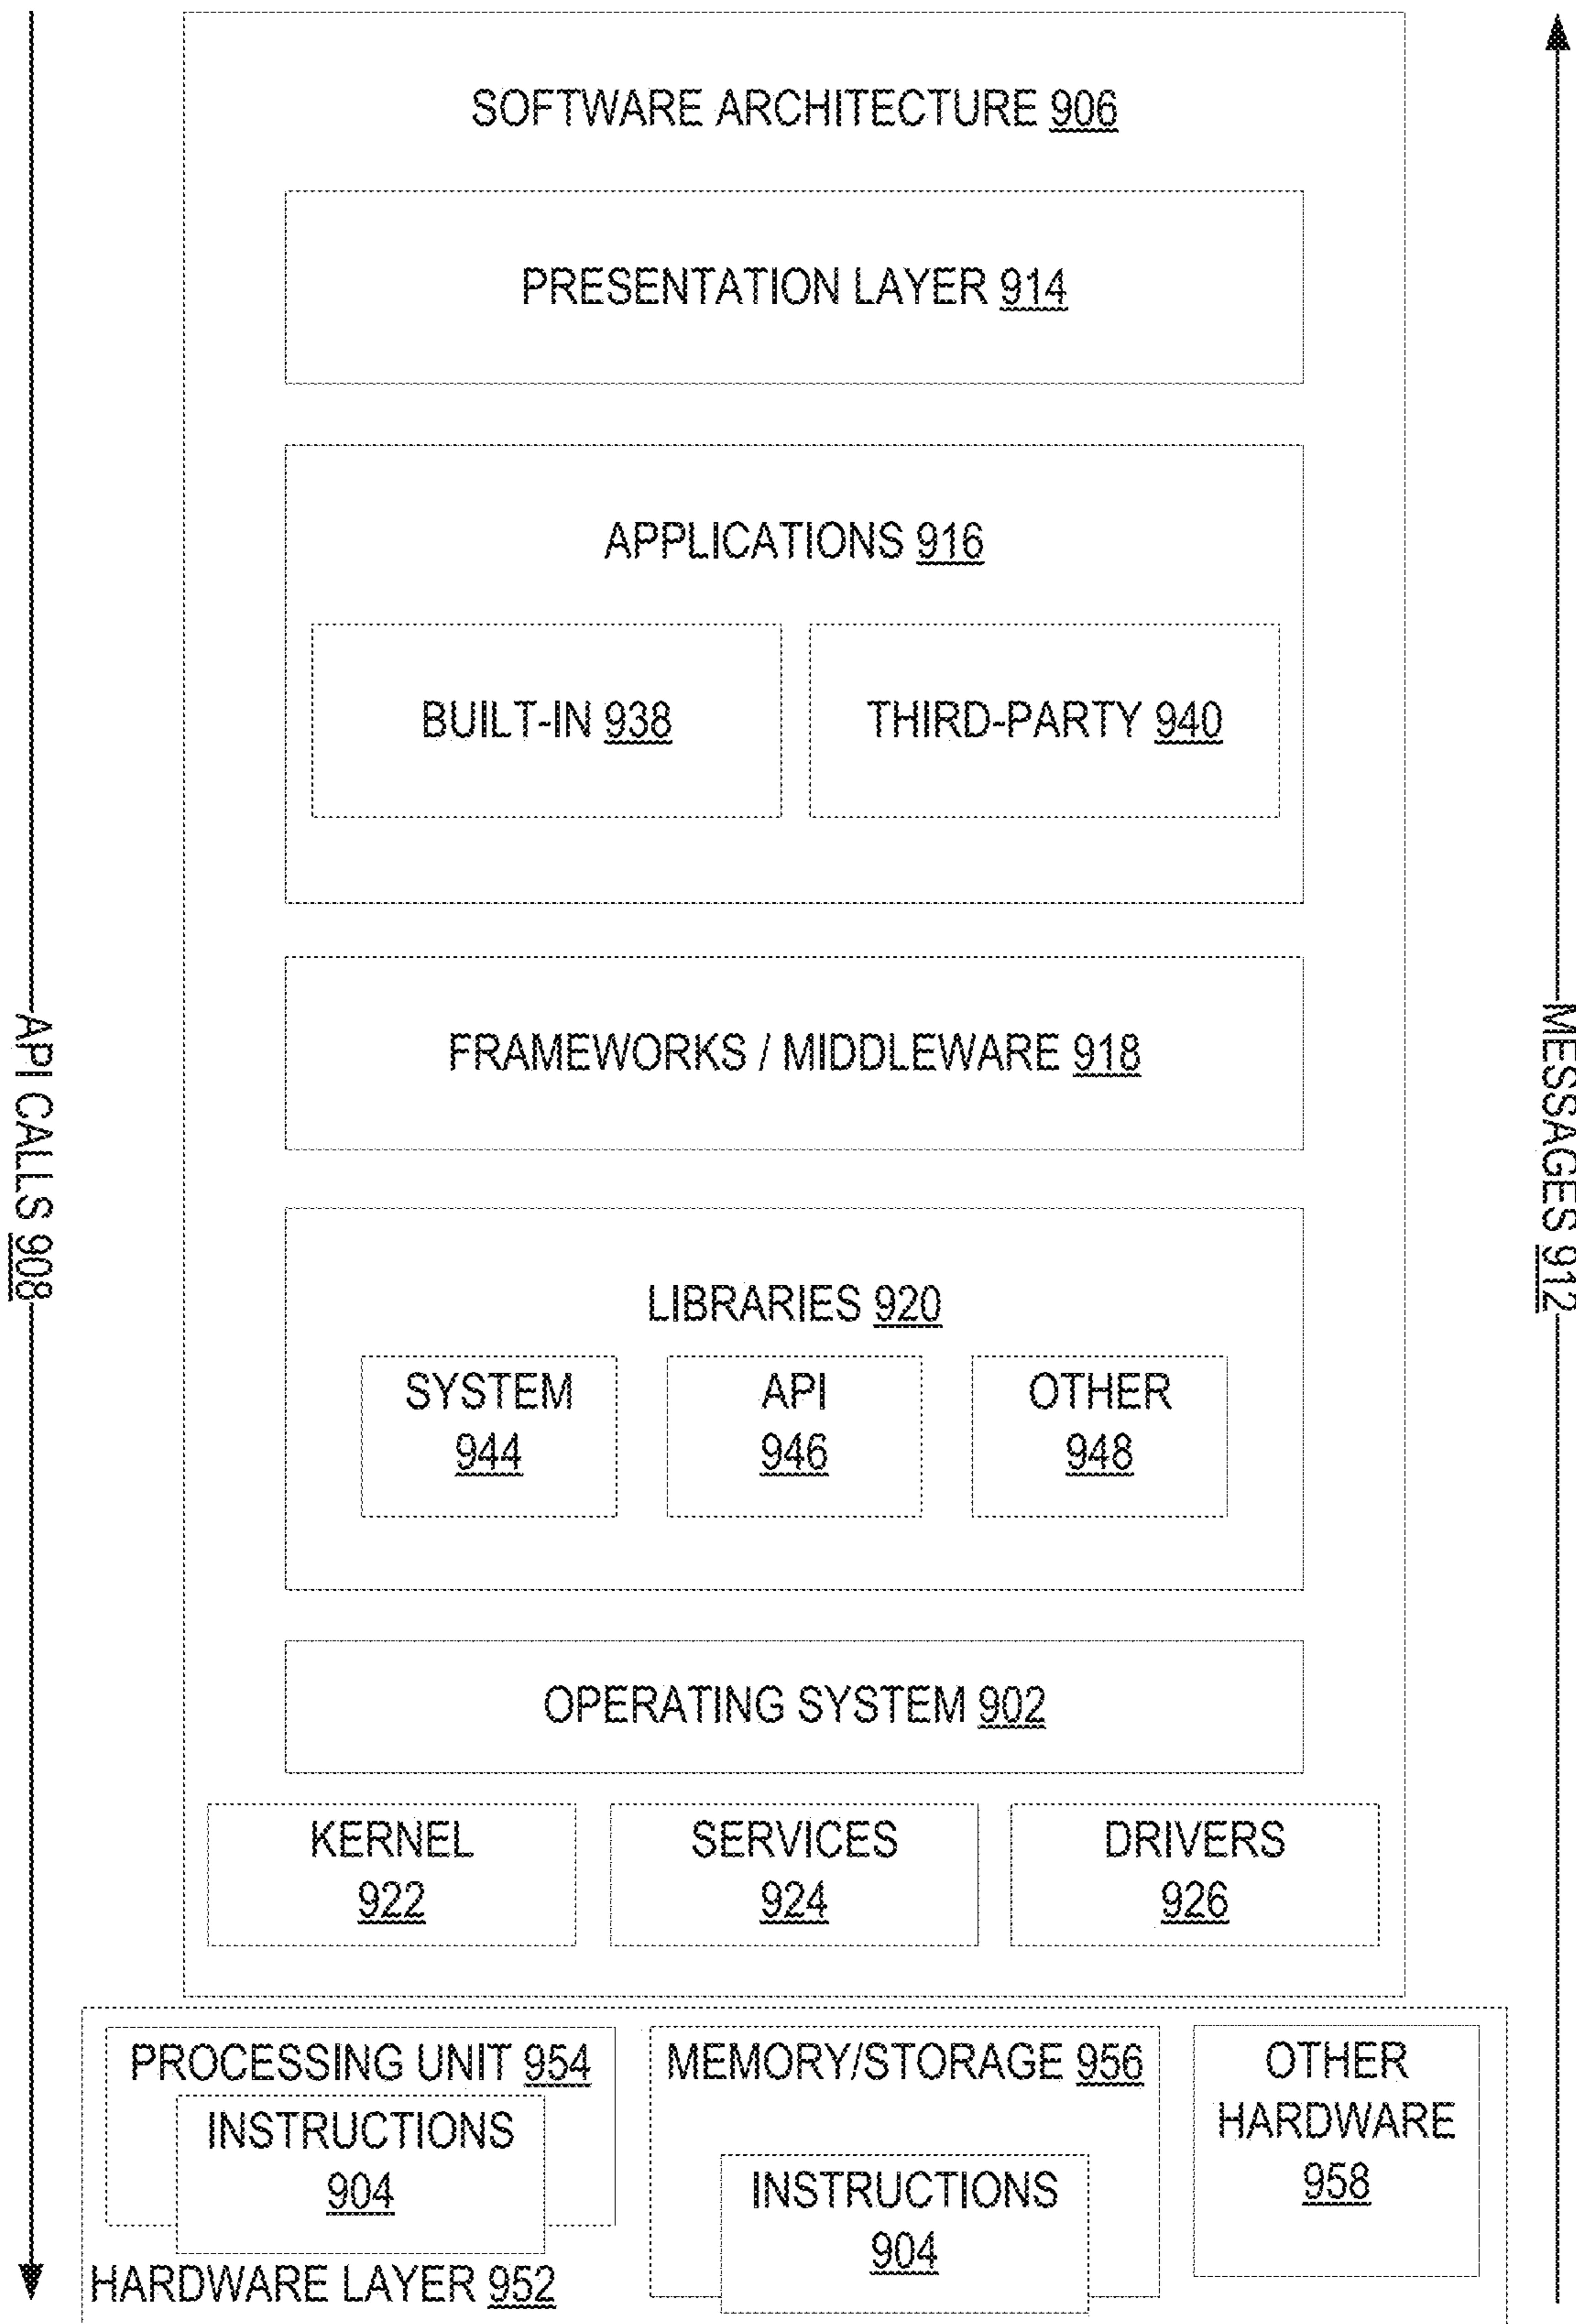 SOFTWARE ARCHITECTURE 906
PRESENTATION LAYER 914
APPLICATIONS 916
BUILT-IN 938
THIRD-PARTY 940
FRAMEWORKS / MIDDLEWARE 918
LIBRARIES 920
SYSTEM
944
API
946
OTHER
948
OPERATING SYSTEM 902
KERNEL
922
SERVICES
924
DRIVERS
926
PROCESSING UNIT 954
INSTRUCTIONS
904
MEMORY/STORAGE 956
INSTRUCTIONS
904
OTHER
HARDWARE
958
HARDWARE LAYER 952
API CALLS 908
MESSAGES 912